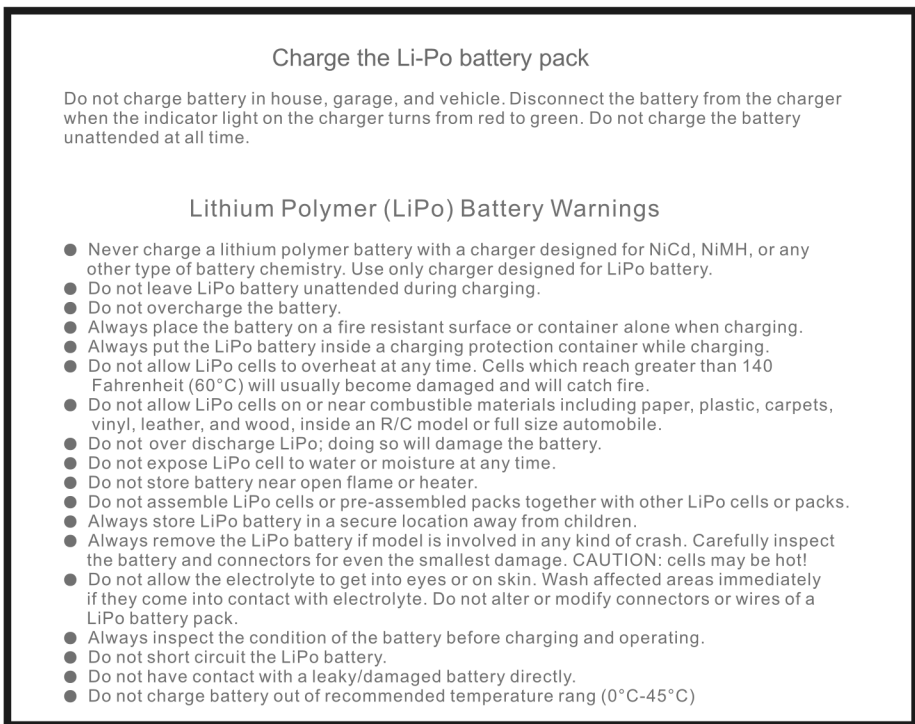 Charge the Li-Po battery pack
Do not charge battery in house, garage, and vehicle. Disconnect the battery from the charger
when the indicator light on the charger turns from red to green. Do not charge the battery
unattended at all time.
Lithium Polymer (LiPo) Battery Warnings
● Never charge a lithium polymer battery with a charger designed for NiCd, NiMH, or any
other type of battery chemistry. Use only charger designed for LiPo battery.
● Do not leave LiPo battery unattended during charging.
● Do not overcharge the battery.
● Always place the battery on a fire resistant surface or container alone when charging.
● Always put the LiPo battery inside a charging protection container while charging.
● Do not allow LiPo cells to overheat at any time. Cells which reach greater than 140
Fahrenheit (60°C) will usually become damaged and will catch fire.
● Do not allow LiPo cells on or near combustible materials including paper, plastic, carpets,
vinyl, leather, and wood, inside an R/C model or full size automobile.
● Do not over discharge LiPo; doing so will damage the battery.
● Do not expose LiPo cell to water or moisture at any time.
● Do not store battery near open flame or heater.
● Do not assemble LiPo cells or pre-assembled packs together with other LiPo cells or packs.
● Always store LiPo battery in a secure location away from children.
● Always remove the LiPo battery if model is involved in any kind of crash. Carefully inspect
the battery and connectors for even the smallest damage. CAUTION: cells may be hot!
● Do not allow the electrolyte to get into eyes or on skin. Wash affected areas immediately
if they come into contact with electrolyte. Do not alter or modify connectors or wires of a
LiPo battery pack.
● Always inspect the condition of the battery before charging and operating.
● Do not short circuit the LiPo battery.
● Do not have contact with a leaky/damaged battery directly.
● Do not charge battery out of recommended temperature rang (0°C-45°C)